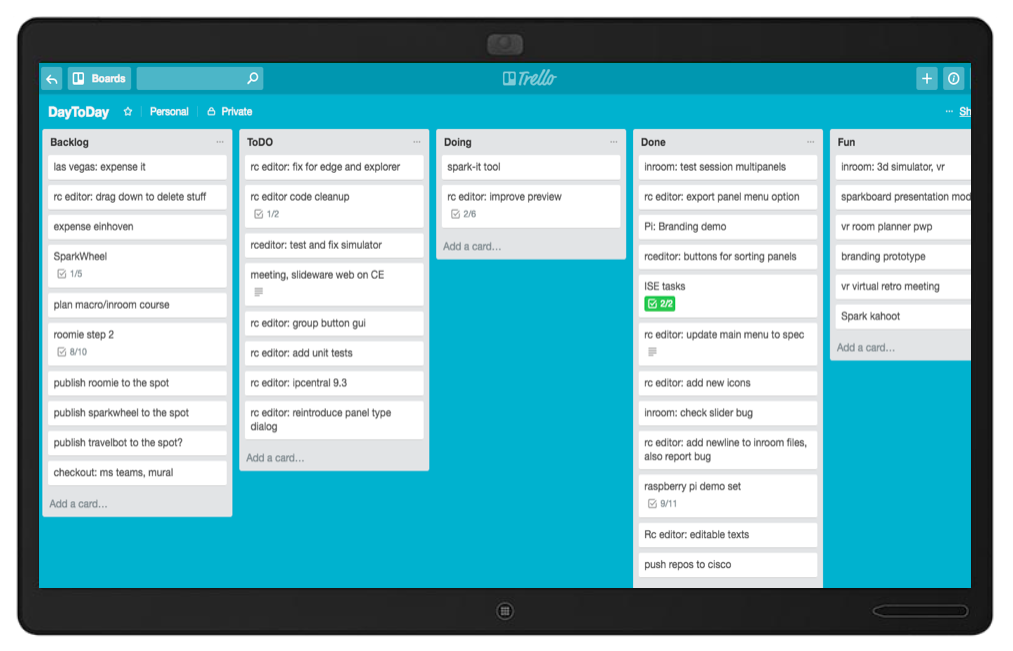 Boards
Trello
DayToDay
Personal
Private
... Sh
Backlog
las vegas: expense it
rc editor: drag down to delete stuff
expense einhoven
SparkWheel
1/5
plan macro/inroom course
roomie step 2
8/10
publish roomie to the spot
publish sparkwheel to the spot
publish travelbot to the spot?
checkout: ms teams, mural
Add a card...
ToDO
rc editor: fix for edge and explorer
rc editor code cleanup
1/2
rceditor: test and fix simulator
meeting, slideware web on CE
rc editor: group button gui
rc editor: add unit tests
rc editor: ipcentral 9.3
rc editor: reintroduce panel type
dialog
Add a card...
Doing
spark-it tool
rc editor: improve preview
2/6
Add a card...
Done
inroom: test session multipanels
rc editor: export panel menu option
Pi: Branding demo
rceditor: buttons for sorting panels
ISE tasks
2/2
rc editor: update main menu to spec
rc editor: add new icons
inroom: check slider bug
rc editor: add newline to inroom files,
also report bug
raspberry pi demo set
9/11
Rc editor: editable texts
push repos to cisco
Fun
inroom: 3d simulator, vr
sparkboard presentation mod
vr room planner pwp
branding prototype
vr virtual retro meeting
Spark kahoot
Add a card...